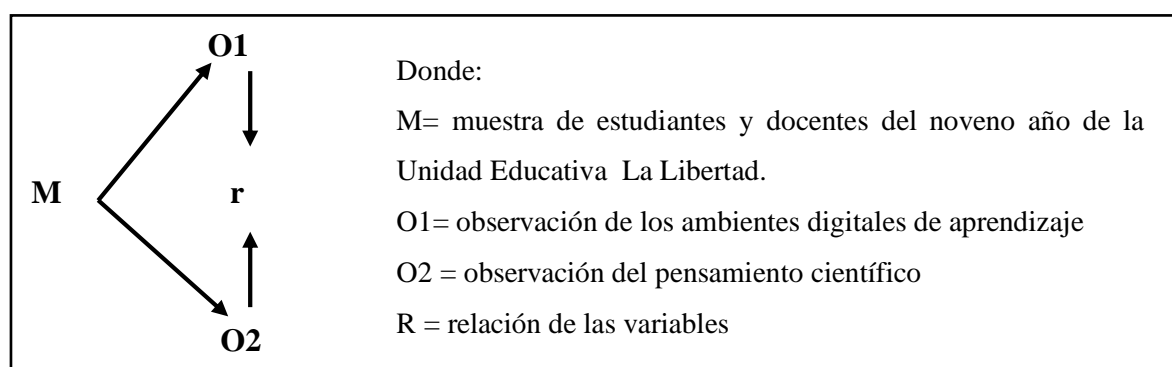 O1
M
r
O2
Donde:
M= muestra de estudiantes y docentes del noveno año de la
Unidad Educativa La Libertad.
O1= observación de los ambientes digitales de aprendizaje
O2 = observación del pensamiento científico
R = relación de las variables